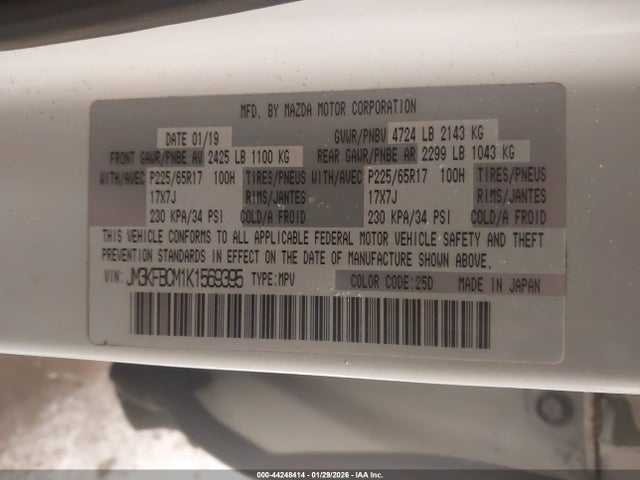 MFD. BY MAZDA MOTOR CORPORATION
DATE 01/19 GVWR/PNBV 4724 LB 2143 KG
FRONT GAWR/PNBE AV 2425 LB 1100 KG REAR GAWR/PNBE AR 2299 LB 1043 KG
WITH/AVEC P225/65R17 100H TIRES/PNEUS WITH/AVEC P225/65R17 100H TIRES/PNEUS
17X7J RIMS/JANTES 17X7J RIMS/JANTES
230 KPA/34 PSI COLD/A FROID 230 KPA/34 PSI COLD/A FROID
THIS VEHICLE CONFORMS TO ALL APPLICABLE FEDERAL MOTOR VEHICLE SAFETY AND THEFT
PREVENTION STANDARDS IN EFFECT ON THE DATE OF MANUFACTURE SHOWN ABOVE.
VIN: JM3KFBCM1K1569395 TYPE:MPV COLOR CODE:25D MADE IN JAPAN
000-44248414 - 01/29/2026 - IAA Inc.